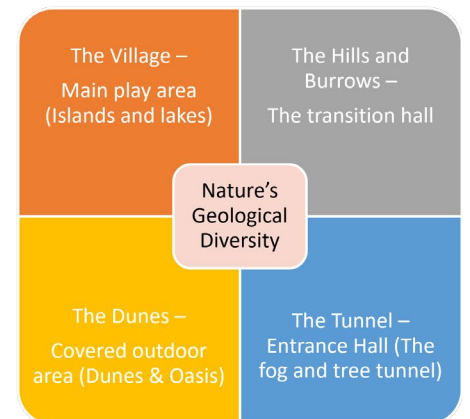 The Village –
Main play area
(Islands and lakes)
The Hills and
Burrows –
The transition hall
Nature’s
Geological
Diversity
The Dunes –
Covered outdoor
area (Dunes & Oasis)
The Tunnel –
Entrance Hall (The
fog and tree tunnel)